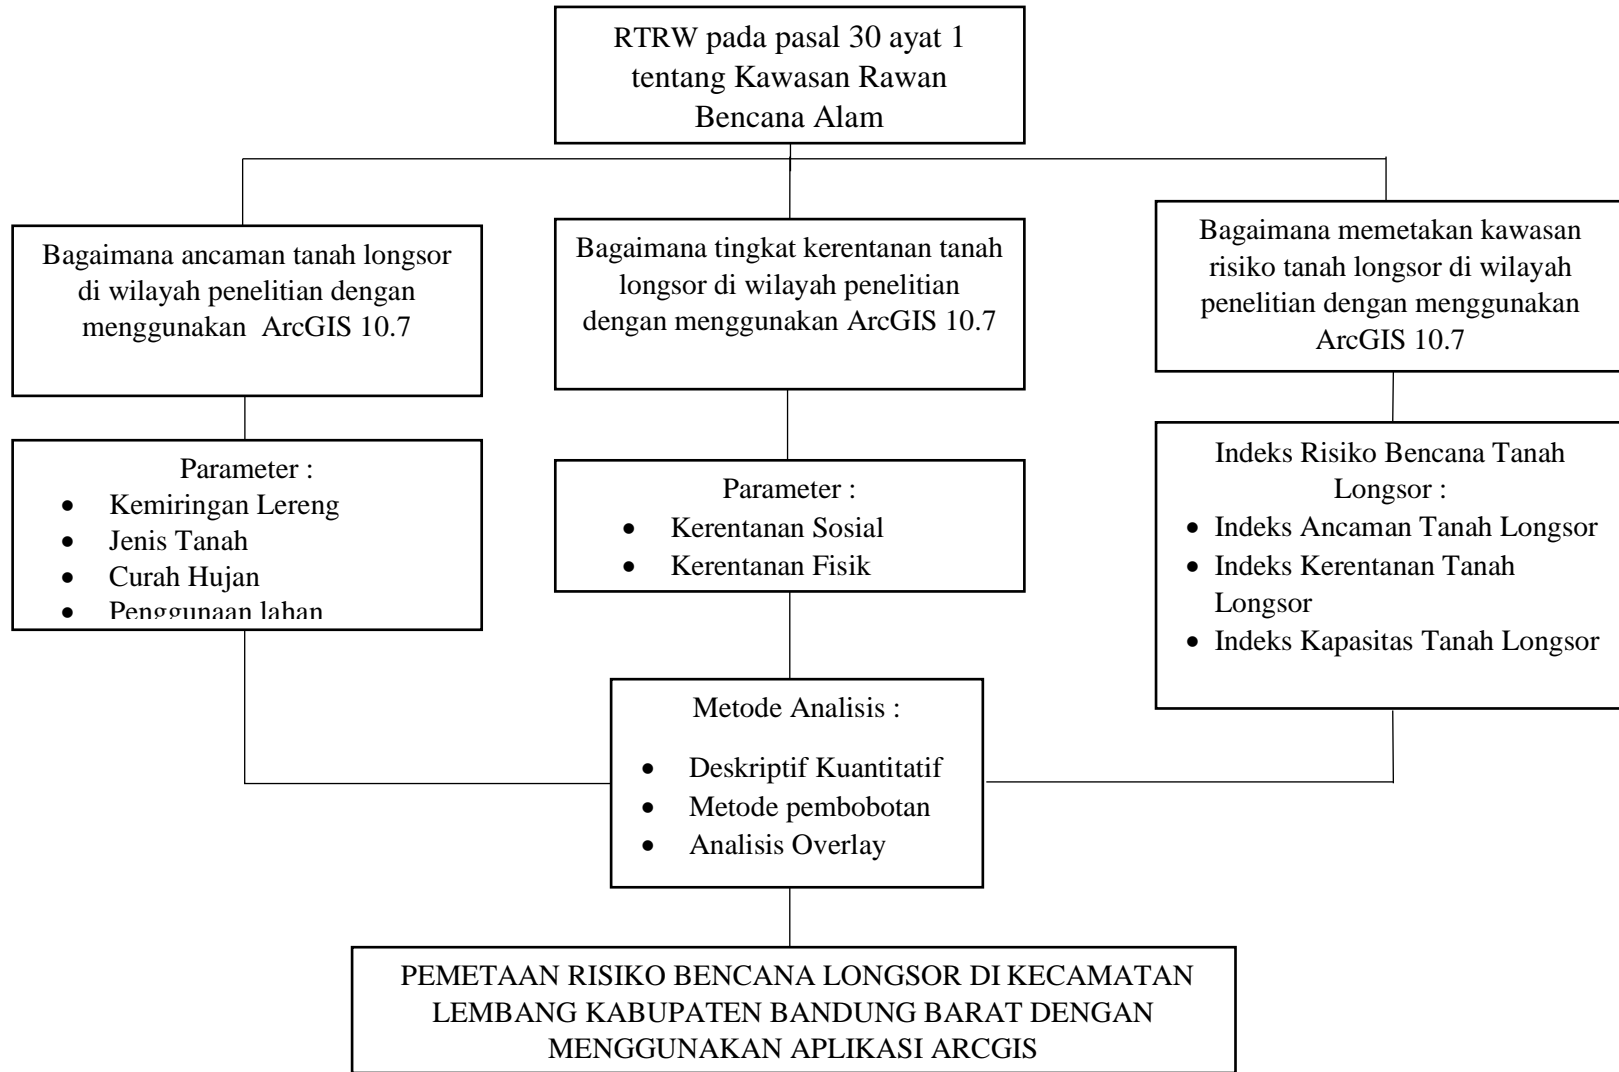 RTRW pada pasal 30 ayat 1
tentang Kawasan Rawan
Bencana Alam
Bagaimana ancaman tanah longsor
di wilayah penelitian dengan
menggunakan ArcGIS 10.7
Bagaimana tingkat kerentanan tanah
longsor di wilayah penelitian
dengan menggunakan ArcGIS 10.7
Bagaimana memetakan kawasan
risiko tanah longsor di wilayah
penelitian dengan menggunakan
ArcGIS 10.7
Parameter :
• Kemiringan Lereng
• Jenis Tanah
• Curah Hujan
• Penggunaan lahan
Parameter :
• Kerentanan Sosial
• Kerentanan Fisik
Indeks Risiko Bencana Tanah
Longsor :
• Indeks Ancaman Tanah Longsor
• Indeks Kerentanan Tanah
Longsor
• Indeks Kapasitas Tanah Longsor
Metode Analisis :
• Deskriptif Kuantitatif
• Metode pembobotan
• Analisis Overlay
PEMETAAN RISIKO BENCANA LONGSOR DI KECAMATAN
LEMBANG KABUPATEN BANDUNG BARAT DENGAN
MENGGUNAKAN APLIKASI ARCGIS